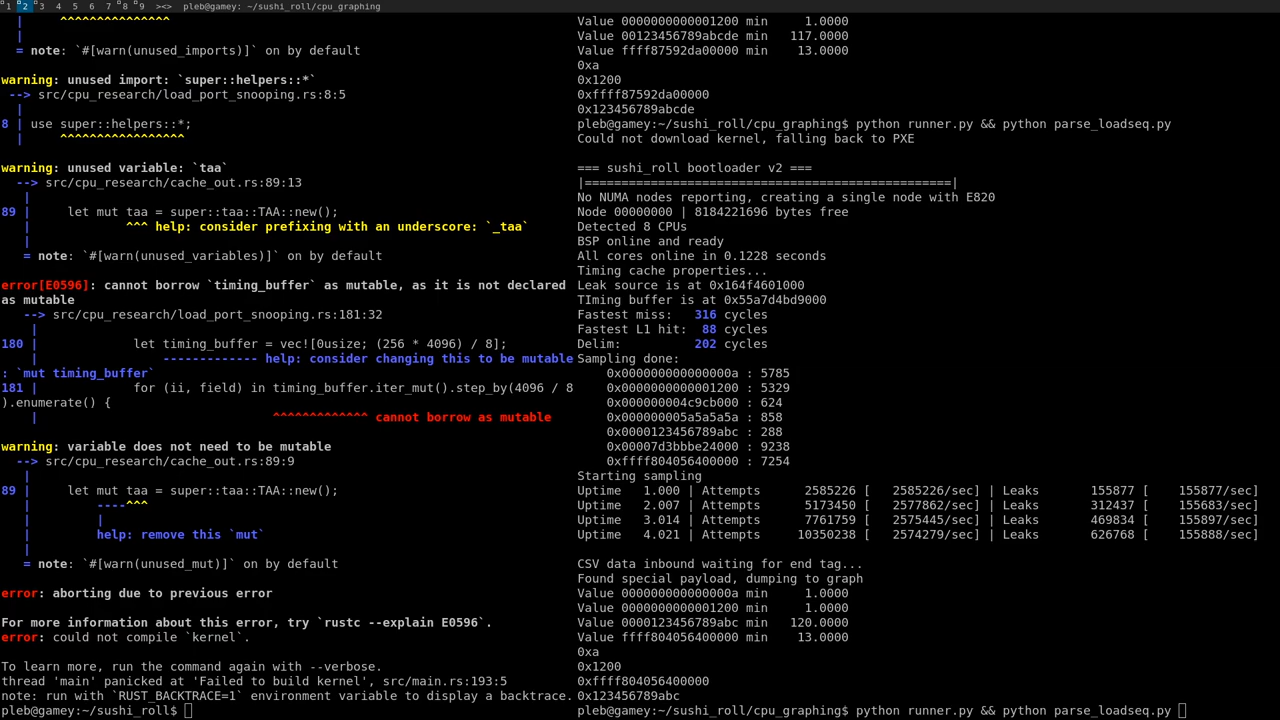 1 2 3 4 5 6 7 8 9 ><> pleb@gamey: ~/sushi_roll/cpu_graphing
| ^^^^^^^^^^^^^^^
|
= note: `#[warn(unused_imports)]` on by default
warning: unused import: `super::helpers::*`
--> src/cpu_research/load_port_snooping.rs:8:5
|
8 | use super::helpers::*;
| ^^^^^^^^^^^^^^^^^
warning: unused variable: `taa`
--> src/cpu_research/cache_out.rs:89:13
|
89 | let mut taa = super::taa::TAA::new();
| ^^^ help: consider prefixing with an underscore: `_taa`
|
= note: `#[warn(unused_variables)]` on by default
error[E0596]: cannot borrow `timing_buffer` as mutable, as it is not declared
as mutable
--> src/cpu_research/load_port_snooping.rs:181:32
|
180 | let timing_buffer = vec![0usize; (256 * 4096) / 8];
| ------------- help: consider changing this to be mutable
: `mut timing_buffer`
181 | for (ii, field) in timing_buffer.iter_mut().step_by(4096 / 8
).enumerate() {
| ^^^^^^^^^^^^^ cannot borrow as mutable
warning: variable does not need to be mutable
--> src/cpu_research/cache_out.rs:89:9
|
89 | let mut taa = super::taa::TAA::new();
| ----^^^
| |
| help: remove this `mut`
|
= note: `#[warn(unused_mut)]` on by default
error: aborting due to previous error
For more information about this error, try `rustc --explain E0596`.
error: could not compile `kernel`.
To learn more, run the command again with --verbose.
thread 'main' panicked at 'Failed to build kernel', src/main.rs:193:5
note: run with `RUST_BACKTRACE=1` environment variable to display a backtrace.
pleb@gamey:~/sushi_roll$
Value 0000000000001200 min 1.0000
Value 00123456789abcde min 117.0000
Value ffff87592da00000 min 13.0000
0xa
0x1200
0xffff87592da00000
0x123456789abcde
pleb@gamey:~/sushi_roll/cpu_graphing$ python runner.py && python parse_loadseq.py
Could not download kernel, falling back to PXE
=== sushi_roll bootloader v2 ===
|==================================================|
No NUMA nodes reporting, creating a single node with E820
Node 00000000 | 8184221696 bytes free
Detected 8 CPUs
BSP online and ready
All cores online in 0.1228 seconds
Timing cache properties...
Leak source is at 0x164f4601000
TIming buffer is at 0x55a7d4bd9000
Fastest miss: 316 cycles
Fastest L1 hit: 88 cycles
Delim: 202 cycles
Sampling done:
0x000000000000000a : 5785
0x0000000000001200 : 5329
0x000000004c9cb000 : 624
0x000000005a5a5a5a : 858
0x0000123456789abc : 288
0x00007d3bbbe24000 : 9238
0xffff804056400000 : 7254
Starting sampling
Uptime 1.000 | Attempts 2585226 [ 2585226/sec] | Leaks 155877 [ 155877/sec]
Uptime 2.007 | Attempts 5173450 [ 2577862/sec] | Leaks 312437 [ 155683/sec]
Uptime 3.014 | Attempts 7761759 [ 2575445/sec] | Leaks 469834 [ 155897/sec]
Uptime 4.021 | Attempts 10350238 [ 2574279/sec] | Leaks 626768 [ 155888/sec]
CSV data inbound waiting for end tag...
Found special payload, dumping to graph
Value 000000000000000a min 1.0000
Value 0000000000001200 min 1.0000
Value 0000123456789abc min 120.0000
Value ffff804056400000 min 13.0000
0xa
0x1200
0xffff804056400000
0x123456789abc
pleb@gamey:~/sushi_roll/cpu_graphing$ python runner.py && python parse_loadseq.py